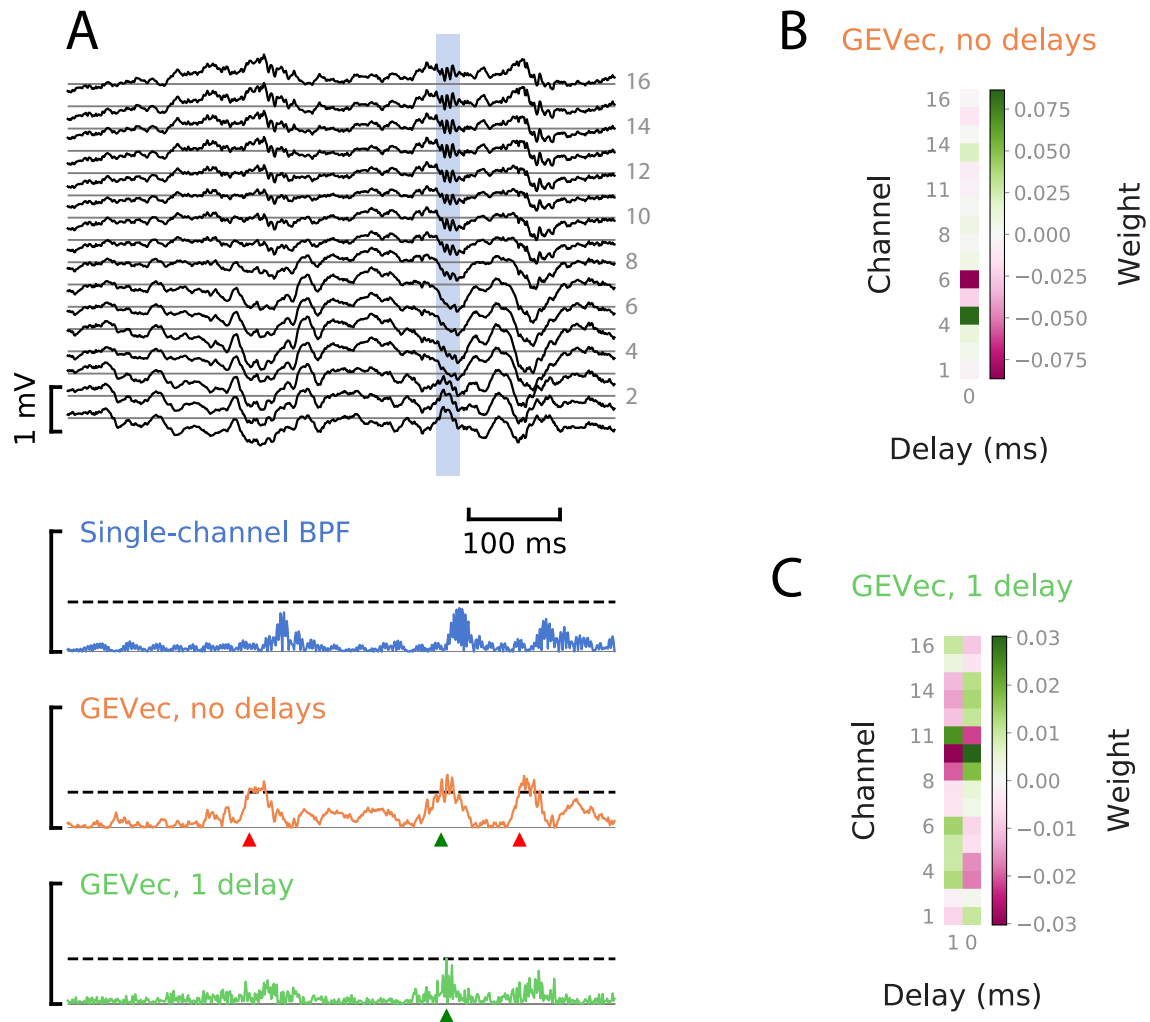 A
16
14
12
10
8
6
4
2
1 mV
100 ms
Single-channel BPF
GEVec, no delays
GEVec, 1 delay
B
GEVec, no delays
Channel
16
14
11
8
6
4
1
0
Delay (ms)
0.075
0.050
0.025
0.000
−0.025
−0.050
−0.075
Weight
C
GEVec, 1 delay
Channel
16
14
11
8
6
4
1
1 0
Delay (ms)
0.03
0.02
0.01
0.00
−0.01
−0.02
−0.03
Weight